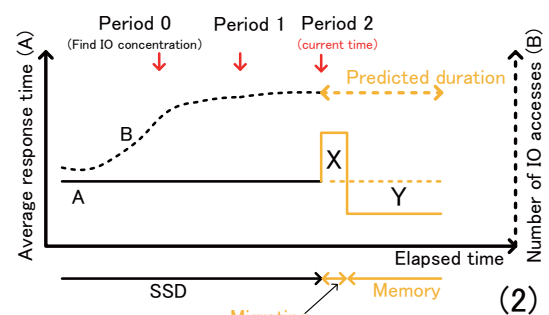 Period 0
(Find IO concentration)
Period 1
Period 2
(current time)
Average response time (A)
Number of IO accesses (B)
Predicted duration
B
A
X
Y
Elapsed time
SSD
Memory
(2)